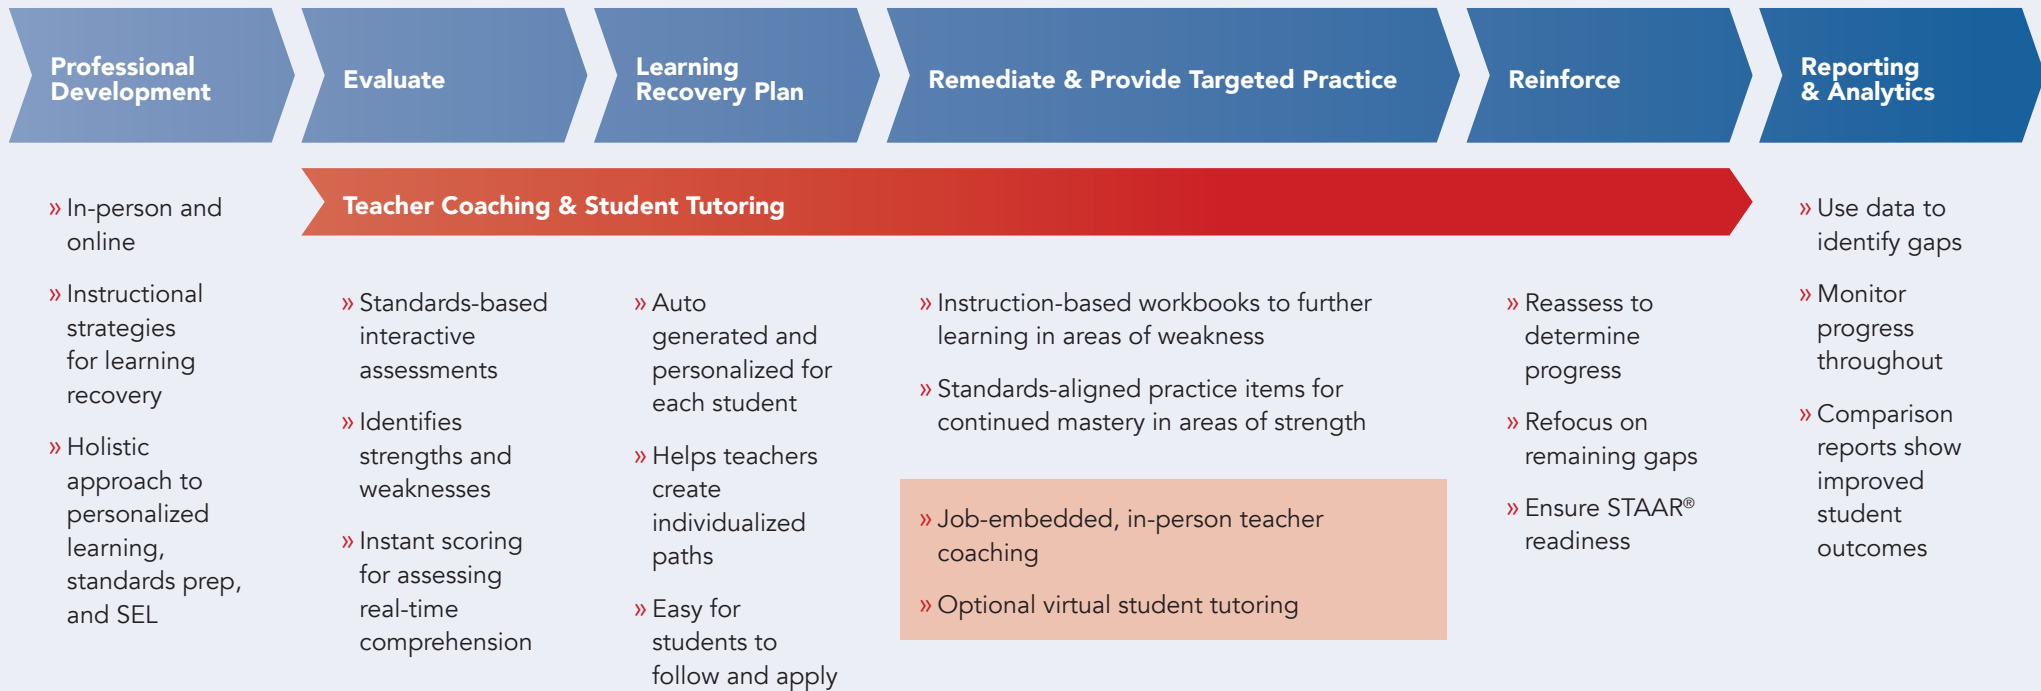 Professional
Development
Evaluate
Learning
Recovery Plan
Remediate & Provide Targeted Practice
Reinforce
Reporting
& Analytics
Teacher Coaching & Student Tutoring
» In-person and
online
» Instructional
strategies
for learning
recovery
» Holistic
approach to
personalized
learning,
standards prep,
and SEL
» Standards-based
interactive
assessments
» Identifies
strengths and
weaknesses
» Instant scoring
for assessing
real-time
comprehension
» Auto
generated and
personalized for
each student
» Helps teachers
create
individualized
paths
» Easy for
students to
follow and apply
» Instruction-based workbooks to further
learning in areas of weakness
» Standards-aligned practice items for
continued mastery in areas of strength
» Job-embedded, in-person teacher
coaching
» Optional virtual student tutoring
» Reassess to
determine
progress
» Refocus on
remaining gaps
» Ensure STAAR®
readiness
» Use data to
identify gaps
» Monitor
progress
throughout
» Comparison
reports show
improved
student
outcomes